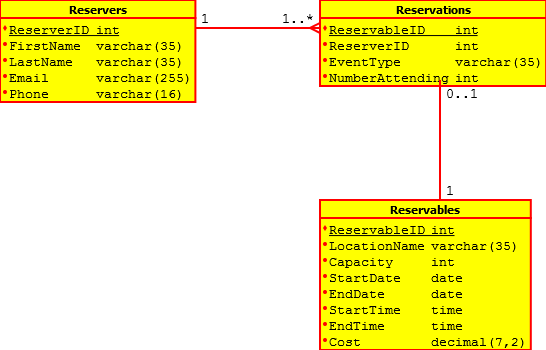 Reservers
ReserverID int
FirstName varchar(35)
LastName varchar(35)
Email varchar(255)
Phone varchar(16)
1 1..*
Reservations
ReservableID int
ReserverID int
EventType varchar(35)
NumberAttending int
0..1
1
Reservables
ReservableID int
LocationName varchar(35)
Capacity int
StartDate date
EndDate date
StartTime time
EndTime time
Cost decimal(7,2)